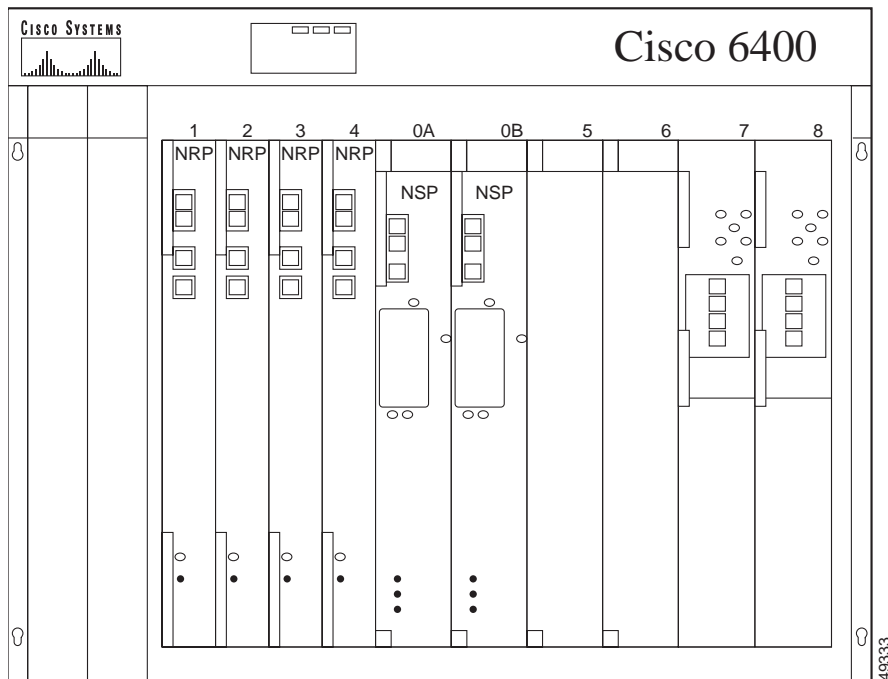 CISCO SYSTEMS
Cisco 6400
1 2 3 4 0A 0B 5 6 7 8
NRP NRP NRP NRP
NSP NSP
49333